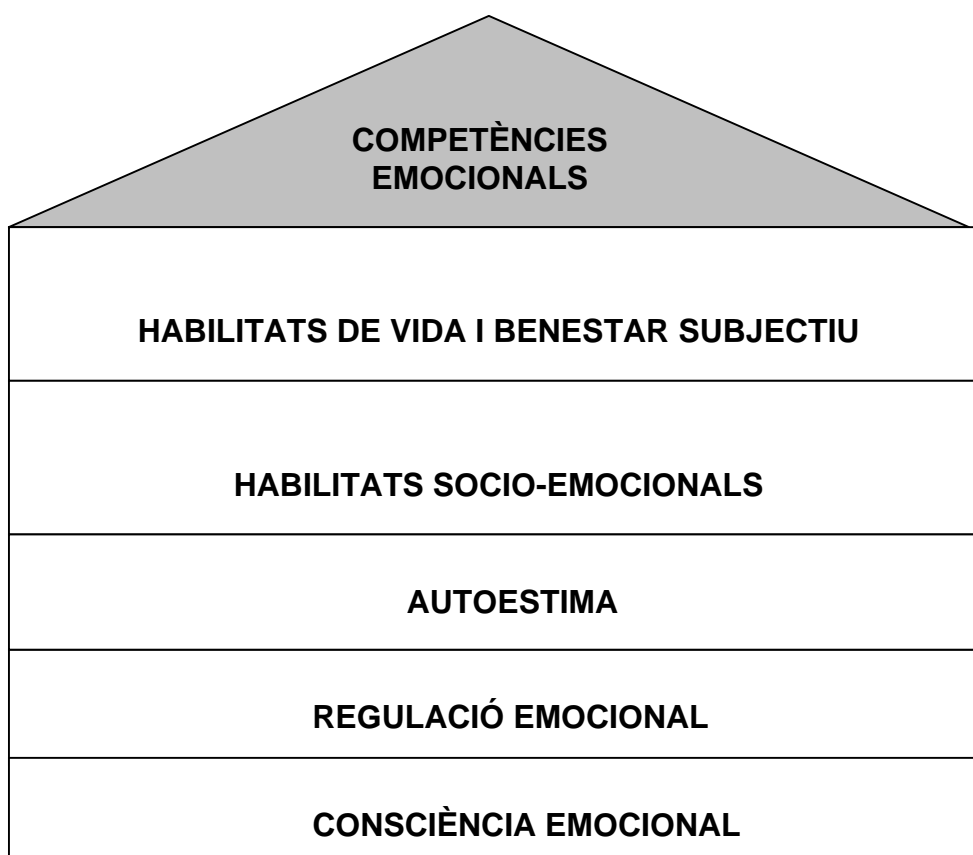 COMPETÈNCIES
EMOCIONALS
HABILITATS DE VIDA I BENESTAR SUBJECTIU
HABILITATS SOCIO-EMOCIONALS
AUTOESTIMA
REGULACIÓ EMOCIONAL
CONSCIÈNCIA EMOCIONAL